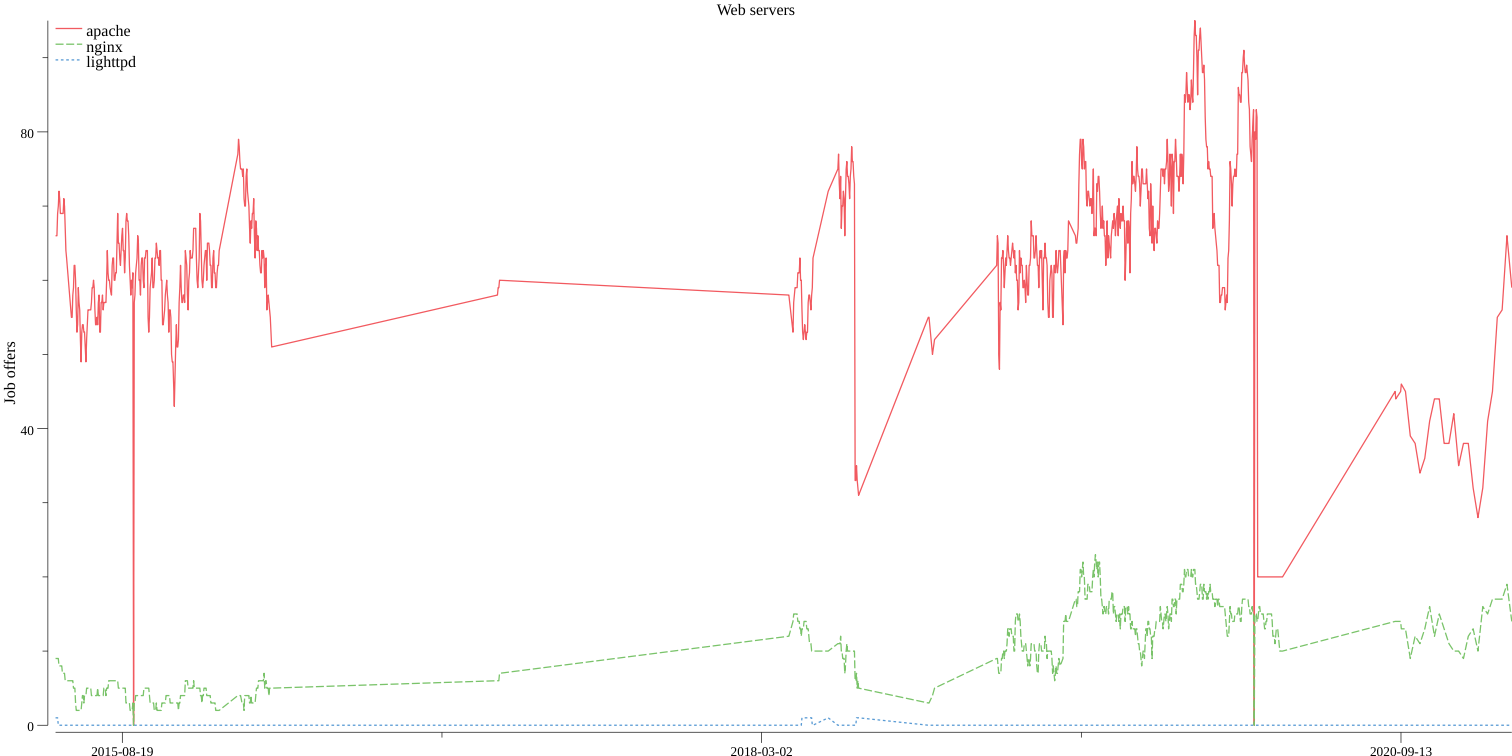 Web servers
apache
nginx
lighttpd
80
Job offers
40
0
2015-08-19
2018-03-02
2020-09-13